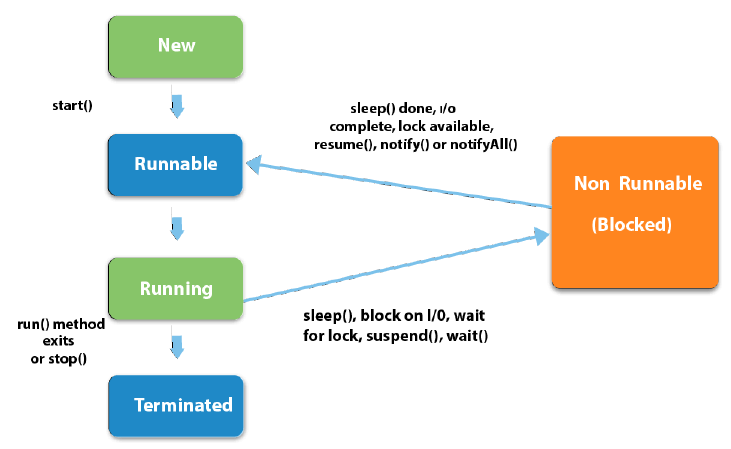 New
start()
sleep() done, ı/o
complete, lock available,
resume(), notify() or notifyAll()
Runnable
Non Runnable
(Blocked)
Running
sleep(), block on I/0, wait
for lock, suspend(), wait()
run() method
exits
or stop()
Terminated